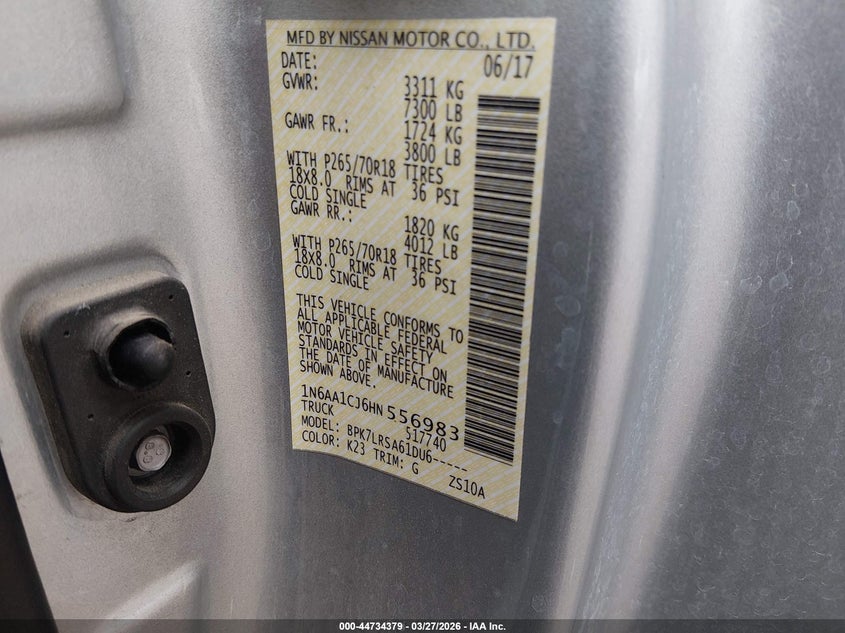 MFD BY NISSAN MOTOR CO., LTD.
DATE: 06/17
GVWR: 3311 KG
7300 LB
GAWR FR.: 1724 KG
3800 LB
WITH P265/70R18 TIRES
18X8.0 RIMS AT 36 PSI
COLD SINGLE
GAWR RR.: 1820 KG
4012 LB
WITH P265/70R18 TIRES
18X8.0 RIMS AT 36 PSI
COLD SINGLE
THIS VEHICLE CONFORMS TO
ALL APPLICABLE FEDERAL
MOTOR VEHICLE SAFETY
STANDARDS IN EFFECT ON
THE DATE OF MANUFACTURE
SHOWN ABOVE.
1N6AA1CJ6HN556983
TRUCK 517740
MODEL: BPK7LRSA61DU6-----
COLOR: K23 TRIM: G
ZS10A
000-44734379 — 03/27/2026 — IAA Inc.